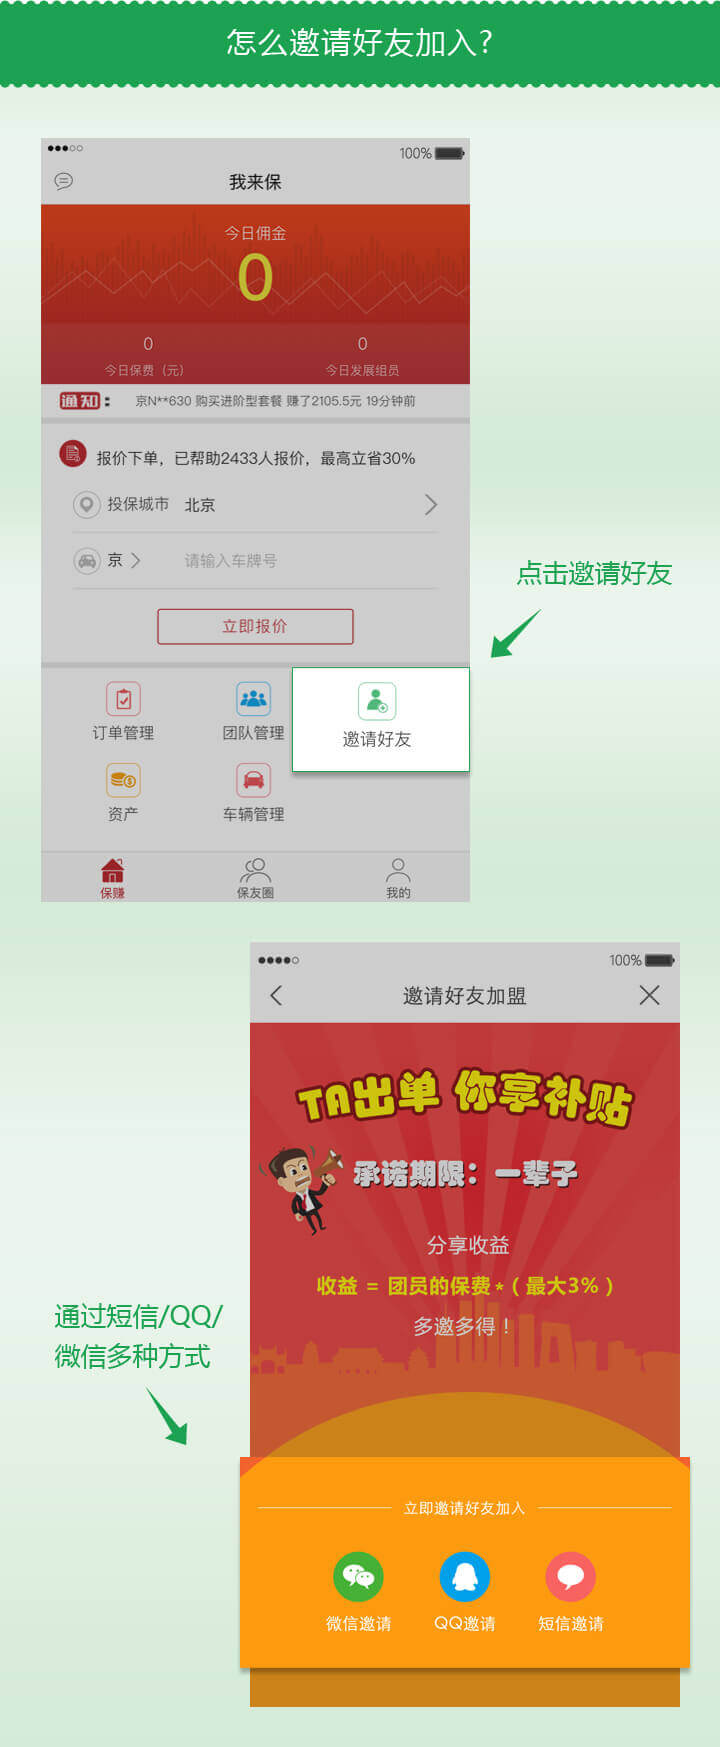 怎么邀请好友加入?
100%
我来保
今日佣金
0
0
0
今日保费（元）
今日发展组员
通知：
京N**630 购买进阶型套餐 赚了2105.5元 19分钟前
报价下单，已帮助2433人报价，最高立省30%
投保城市 北京
京 请输入车牌号
点击邀请好友
立即报价
订单管理
团队管理
邀请好友
资产
车辆管理
保赚
保友圈
我的
100%
邀请好友加盟
TA出单 你享补贴
承诺期限：一辈子
分享收益
收益 = 团员的保费*（最大3%）
多邀多得！
通过短信/QQ/
微信多种方式
立即邀请好友加入
微信邀请
QQ邀请
短信邀请